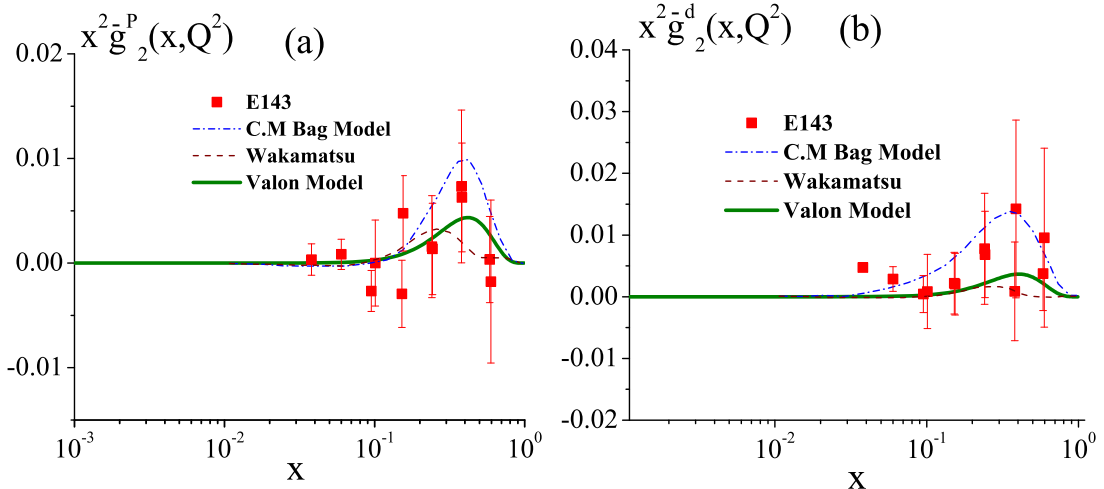 x²ḡ₂ᴾ(x,Q²) (a)
0.02
0.01
0.00
-0.01
E143
C.M Bag Model
Wakamatsu
Valon Model
10⁻³ 10⁻² 10⁻¹ 10⁰
x
x²ḡ₂ᵈ(x,Q²) (b)
0.04
0.03
0.02
0.01
0.00
-0.01
-0.02
E143
C.M Bag Model
Wakamatsu
Valon Model
10⁻² 10⁻¹ 10⁰
x